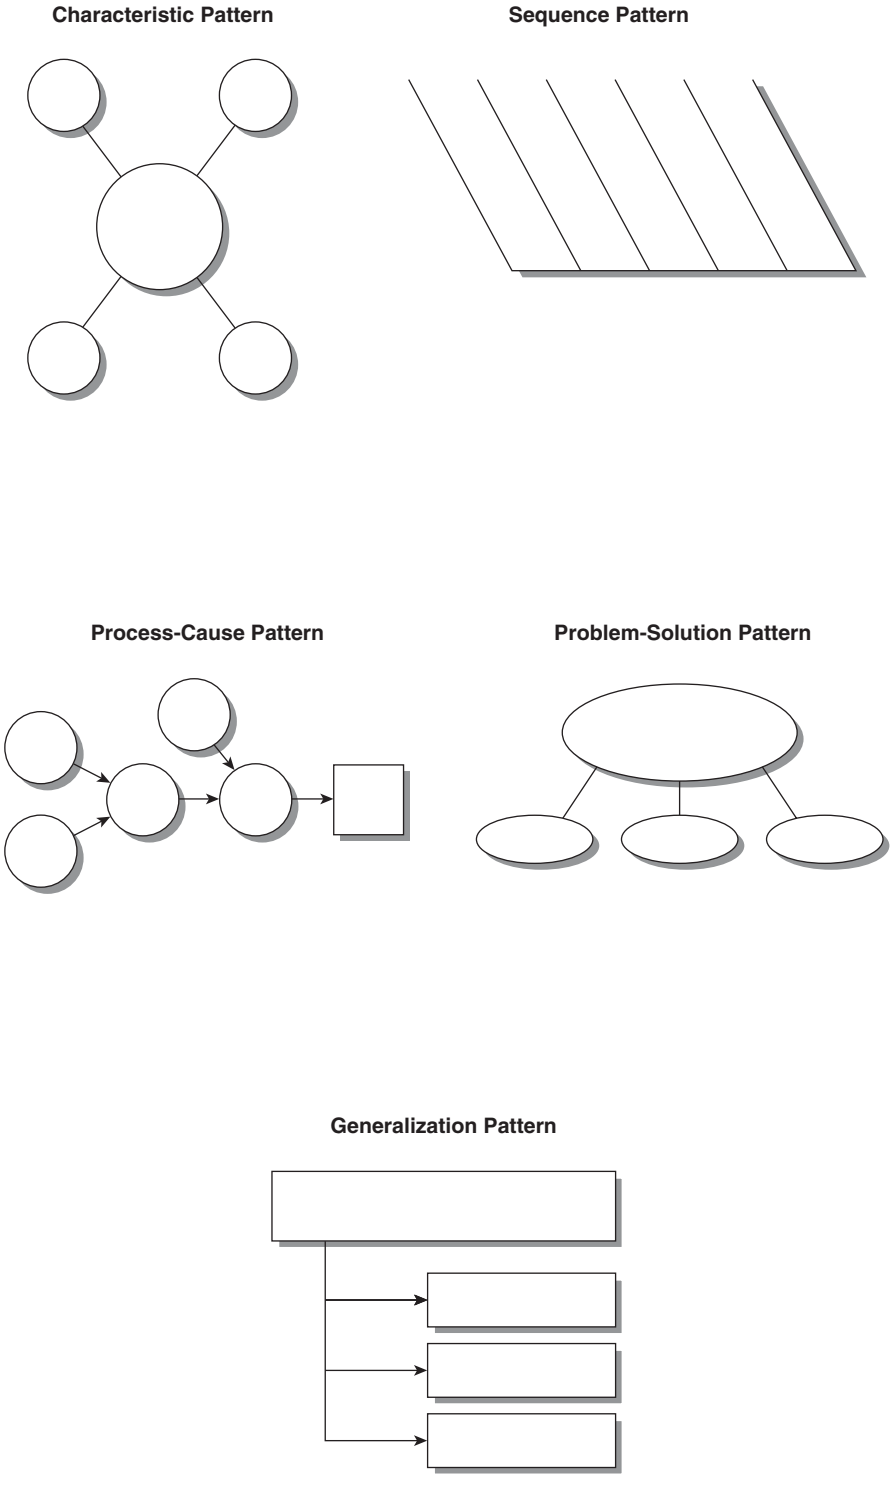 Characteristic Pattern
Sequence Pattern
Process-Cause Pattern
Problem-Solution Pattern
Generalization Pattern